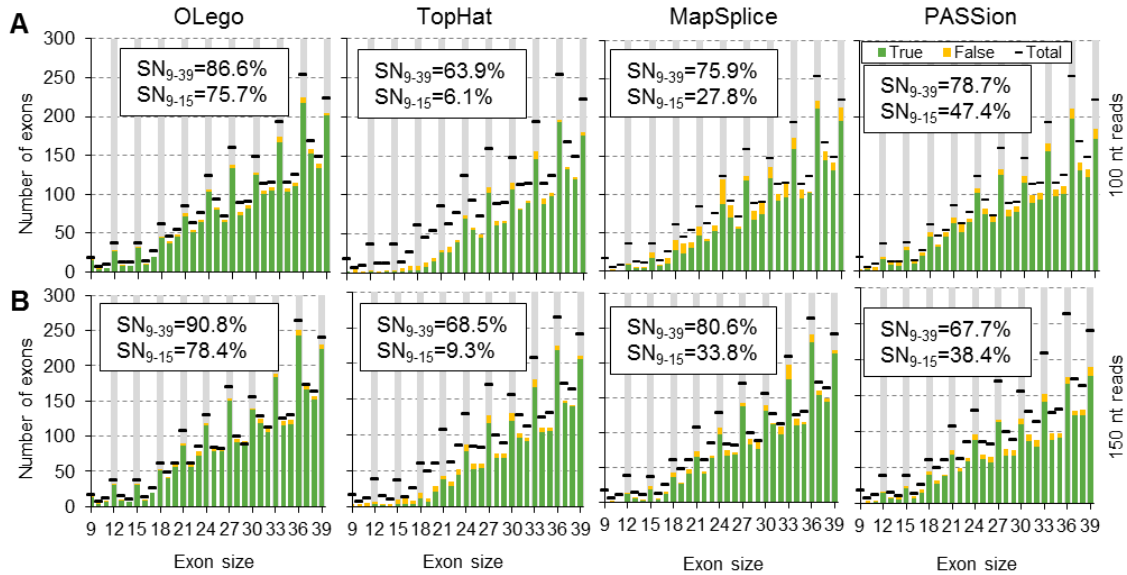 A
OLego
TopHat
MapSplice
PASSion
Number of exons
300
250
200
150
100
50
0
SN9-39=86.6%
SN9-15=75.7%
SN9-39=63.9%
SN9-15=6.1%
SN9-39=75.9%
SN9-15=27.8%
True False Total
SN9-39=78.7%
SN9-15=47.4%
100 nt reads
B
Number of exons
300
250
200
150
100
50
0
SN9-39=90.8%
SN9-15=78.4%
SN9-39=68.5%
SN9-15=9.3%
SN9-39=80.6%
SN9-15=33.8%
SN9-39=67.7%
SN9-15=38.4%
150 nt reads
9 12 15 18 21 24 27 30 33 36 39
9 12 15 18 21 24 27 30 33 36 39
9 12 15 18 21 24 27 30 33 36 39
9 12 15 18 21 24 27 30 33 36 39
Exon size
Exon size
Exon size
Exon size